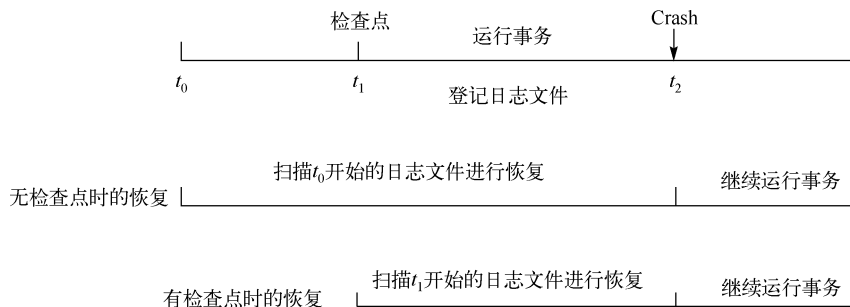 检查点
运行事务
Crash
t₀
t₁
登记日志文件
t₂
扫描t₀开始的日志文件进行恢复
无检查点时的恢复
继续运行事务
扫描t₁开始的日志文件进行恢复
有检查点时的恢复
继续运行事务